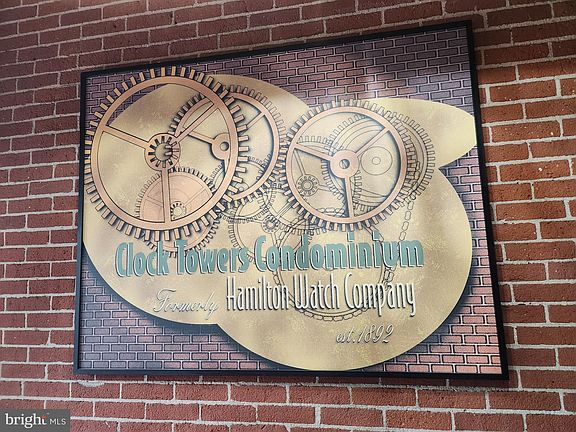 Clock Towers Condominium
Formerly Hamilton Watch Company
est. 1892
bright MLS